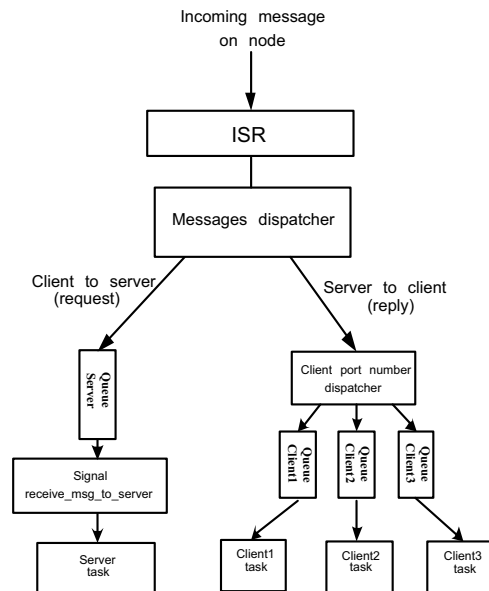 Incoming message
on node
ISR
Messages dispatcher
Client to server
(request)
Server to client
(reply)
Queue
Server
Client port number
dispatcher
Queue
Client1
Queue
Client2
Queue
Client3
Signal
receive_msg_to_server
Server
task
Client1
task
Client2
task
Client3
task